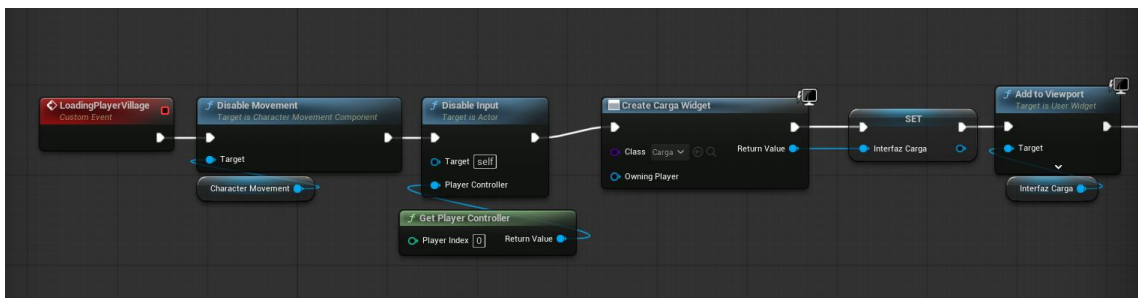 LoadingPlayerVillage
Custom Event
f Disable Movement
Target is Character Movement Component
Target
Character Movement
f Disable Input
Target is Actor
Target self
Player Controller
f Get Player Controller
Player Index 0 Return Value
Create Carga Widget
Class Carga Return Value
Owning Player
SET
Interfaz Carga
f Add to Viewport
Target is User Widget
Target
Interfaz Carga